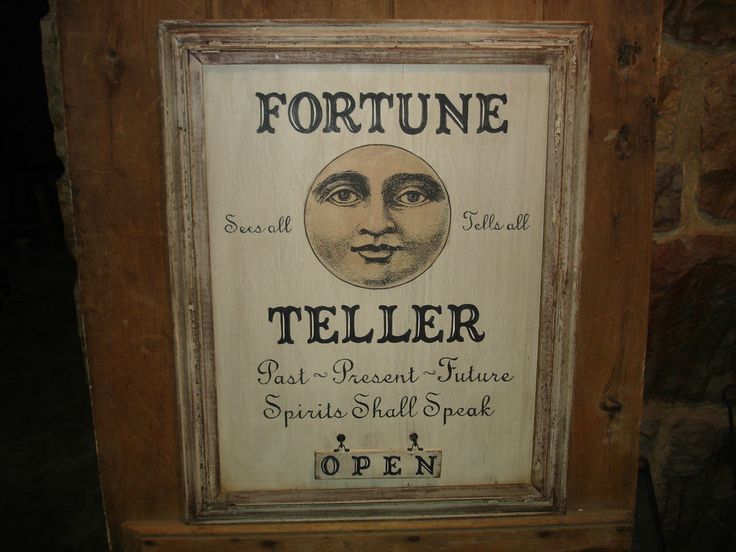 FORTUNE
Sees all Tells all
TELLER
Past ~ Present ~ Future
Spirits Shall Speak
OPEN